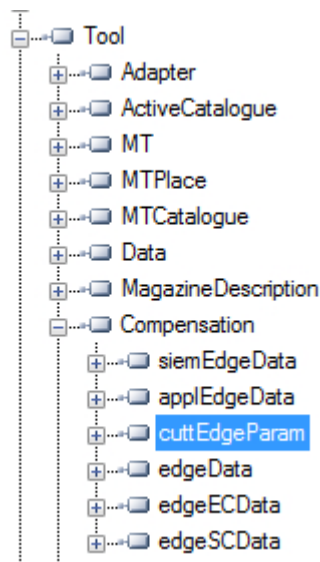 Tool
Adapter
ActiveCatalogue
MT
MTPlace
MTCatalogue
Data
MagazineDescription
Compensation
siemEdgeData
applEdgeData
cuttEdgeParam
edgeData
edgeECData
edgeSCData